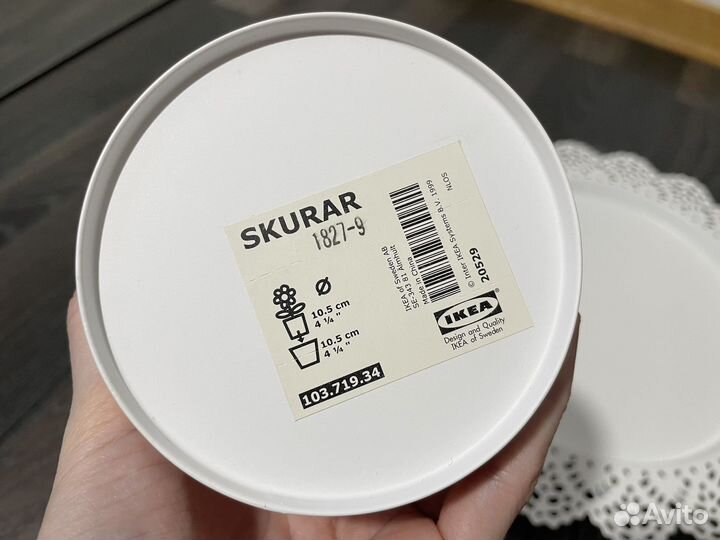 SKURAR
1827-9
10.5 cm
4 ¼ "
10.5 cm
4 ¼ "
103.719.34
IKEA of Sweden AB
SE-343 81 Älmhult
Made in China
© Inter IKEA Systems B.V. 1999
NLOS
20529
IKEA
Design and Quality
IKEA of Sweden
Avito